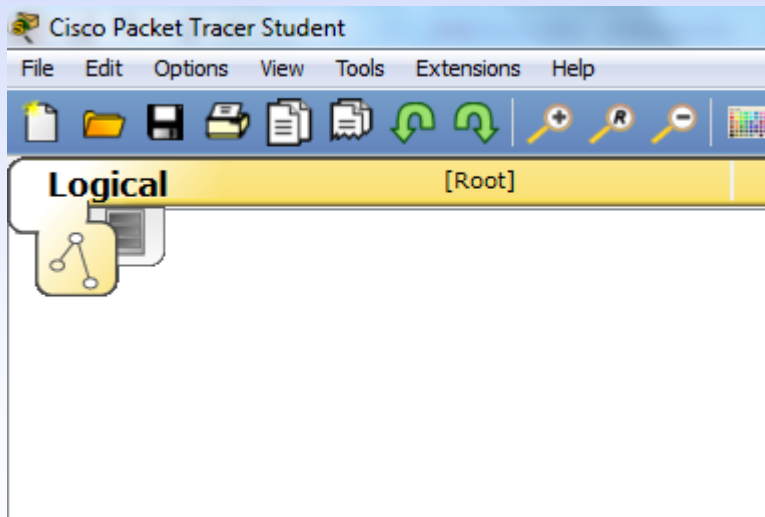 Cisco Packet Tracer Student
File Edit Options View Tools Extensions Help
R
Logical [Root]